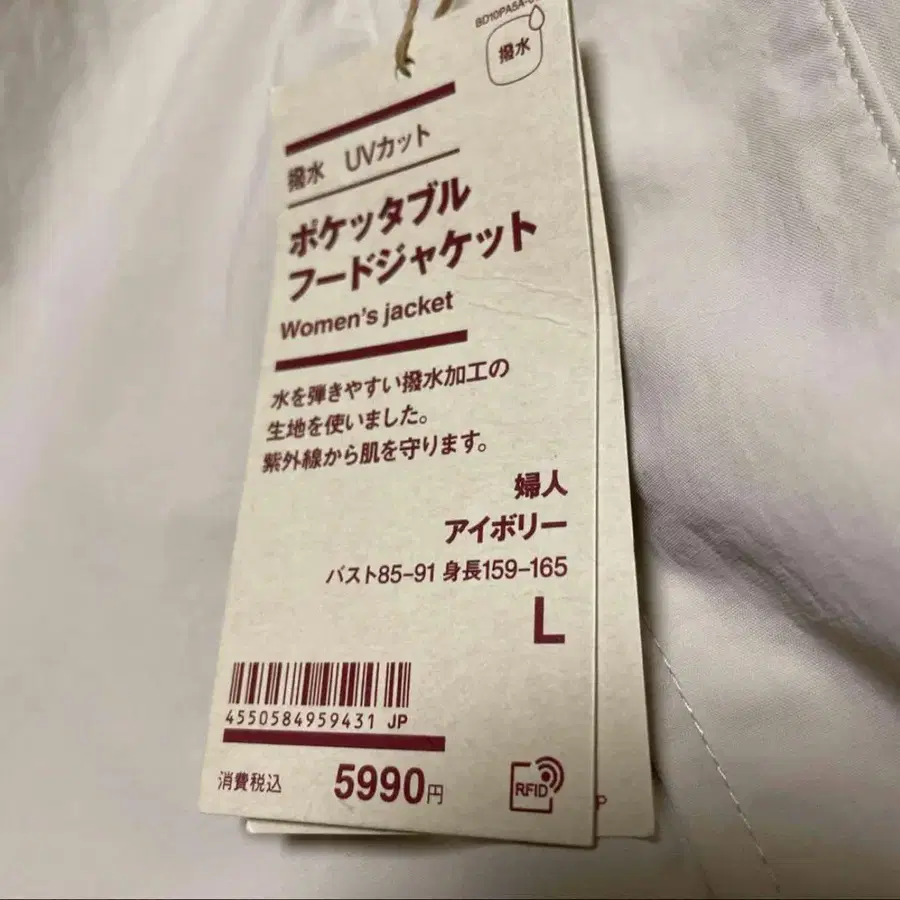 撥水
撥水 UVカット
ポケッタブル
フードジャケット
Women's jacket
水を弾きやすい撥水加工の
生地を使いました。
紫外線から肌を守ります。
婦人
アイボリー
バスト85-91 身長159-165
L
4550584959431 JP
消費税込 5990円
RFID
P